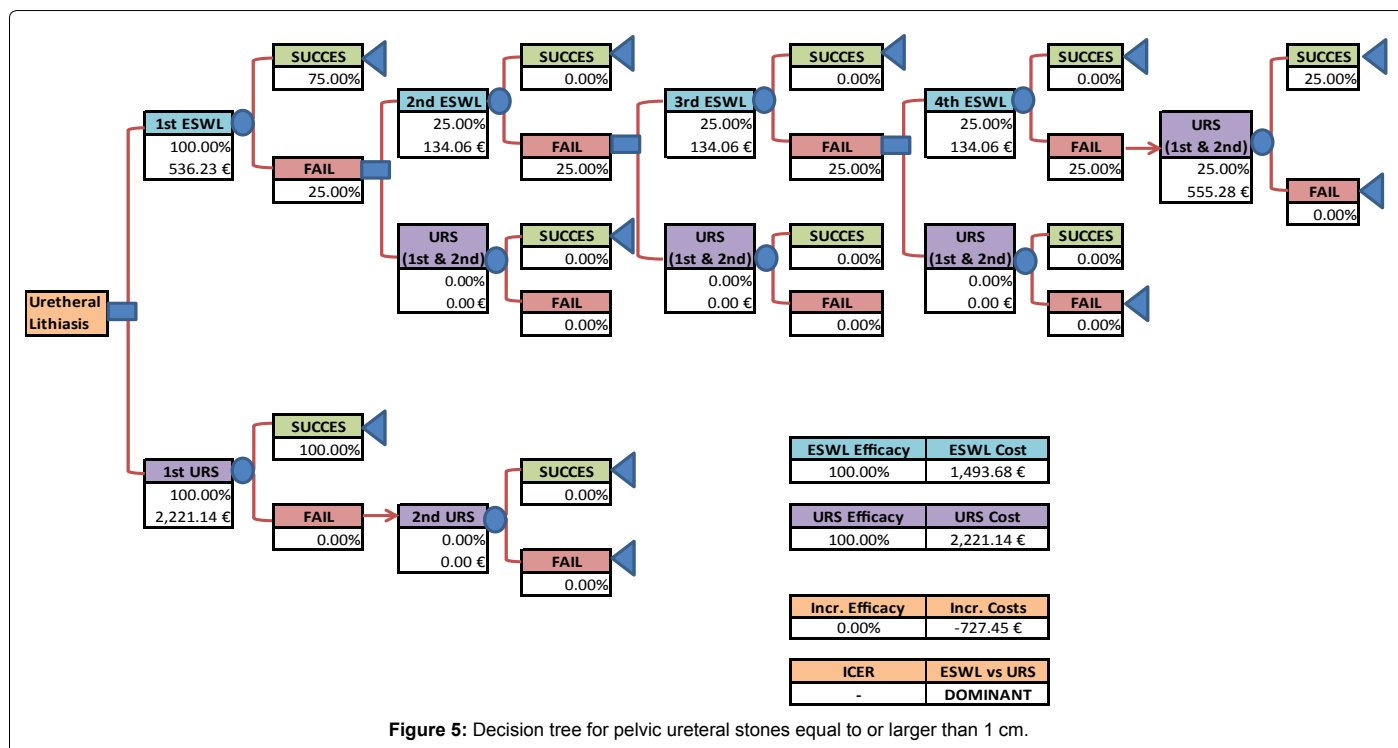 SUCCES
75.00%
1st ESWL
100.00%
536.23 €
FAIL
25.00%
SUCCES
0.00%
2nd ESWL
25.00%
134.06 €
FAIL
25.00%
URS
(1st & 2nd)
0.00%
0.00 €
SUCCES
0.00%
FAIL
0.00%
SUCCES
0.00%
3rd ESWL
25.00%
134.06 €
FAIL
25.00%
URS
(1st & 2nd)
0.00%
0.00 €
SUCCES
0.00%
FAIL
0.00%
SUCCES
0.00%
4th ESWL
25.00%
134.06 €
FAIL
25.00%
URS
(1st & 2nd)
0.00%
0.00 €
SUCCES
0.00%
FAIL
0.00%
URS
(1st & 2nd)
25.00%
555.28 €
SUCCES
25.00%
FAIL
0.00%
Uretheral
Lithiasis
1st URS
100.00%
2,221.14 €
SUCCES
100.00%
FAIL
0.00%
2nd URS
0.00%
0.00 €
SUCCES
0.00%
FAIL
0.00%
ESWL Efficacy ESWL Cost
100.00% 1,493.68 €
URS Efficacy URS Cost
100.00% 2,221.14 €
Incr. Efficacy Incr. Costs
0.00% -727.45 €
ICER ESWL vs URS
- DOMINANT
Figure 5: Decision tree for pelvic ureteral stones equal to or larger than 1 cm.